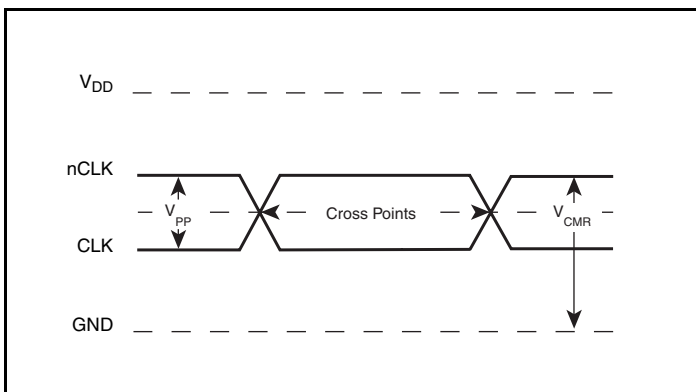 VDD
nCLK
VPP
Cross Points
VCMR
CLK
GND